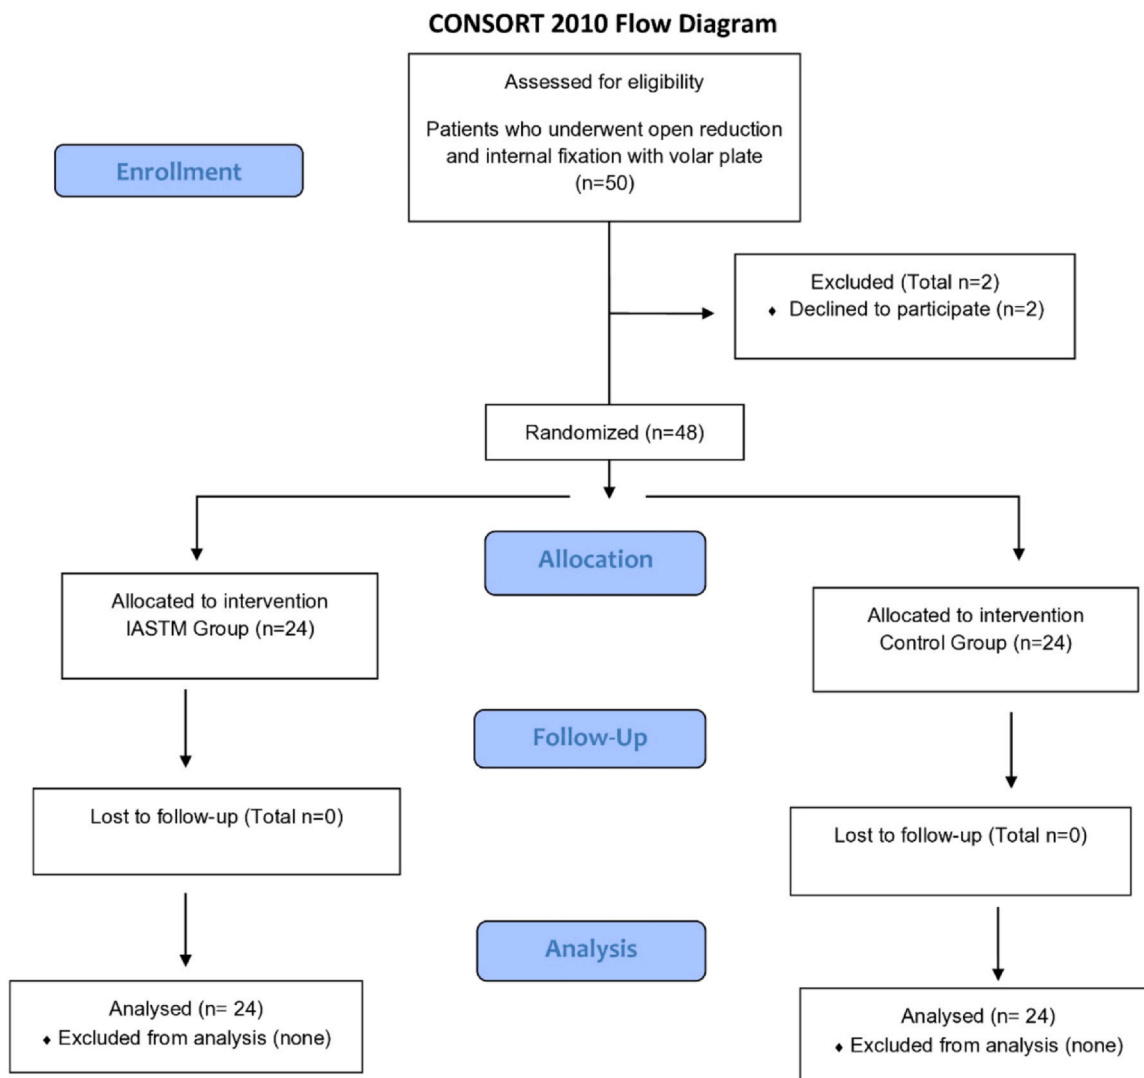 CONSORT 2010 Flow Diagram
Assessed for eligibility
Patients who underwent open reduction
and internal fixation with volar plate
(n=50)
Enrollment
Excluded (Total n=2)
♦ Declined to participate (n=2)
Randomized (n=48)
Allocation
Allocated to intervention
IASTM Group (n=24)
Allocated to intervention
Control Group (n=24)
Follow-Up
Lost to follow-up (Total n=0)
Lost to follow-up (Total n=0)
Analysis
Analysed (n= 24)
♦ Excluded from analysis (none)
Analysed (n= 24)
♦ Excluded from analysis (none)